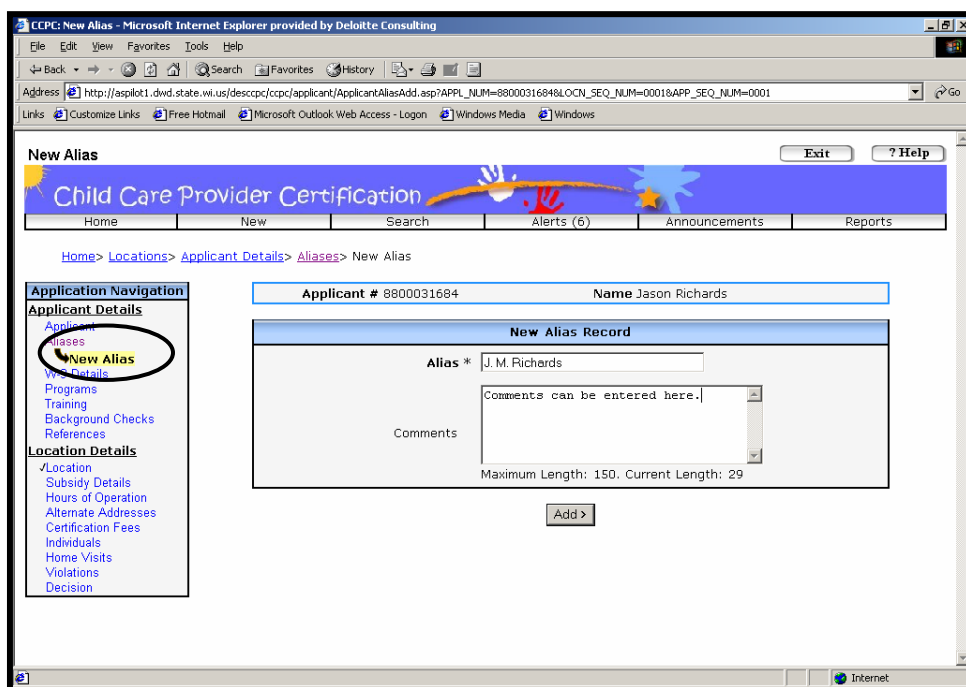 CCPC: New Alias - Microsoft Internet Explorer provided by Deloitte Consulting
File Edit View Favorites Tools Help
Back Search Favorites History
Address http://aspilot1.dwd.state.wi.us/desccpc/ccpc/applicant/ApplicantAliasAdd.asp?APPL_NUM=8800031684&LOCN_SEQ_NUM=0001&APP_SEQ_NUM=0001 Go
Links Customize Links Free Hotmail Microsoft Outlook Web Access - Logon Windows Media Windows
New Alias Exit ? Help
Child Care Provider Certification
Home New Search Alerts (6) Announcements Reports
Home> Locations> Applicant Details> Aliases> New Alias
Application Navigation
Applicant Details
Applicant
Aliases
New Alias
W-9 Details
Programs
Training
Background Checks
References
Location Details
✓Location
Subsidy Details
Hours of Operation
Alternate Addresses
Certification Fees
Individuals
Home Visits
Violations
Decision
Applicant # 8800031684 Name Jason Richards
New Alias Record
Alias * J. M. Richards
Comments Comments can be entered here.
Maximum Length: 150. Current Length: 29
Add >
Internet